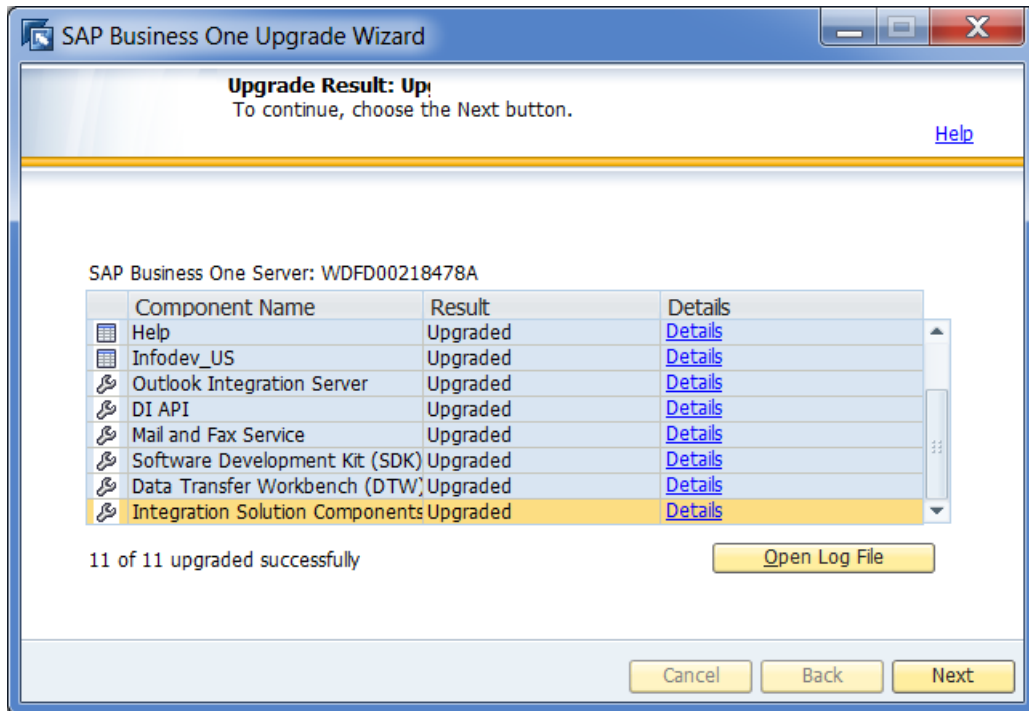 SAP Business One Upgrade Wizard
Upgrade Result: Up
To continue, choose the Next button.
Help
SAP Business One Server: WDFD00218478A
Component Name Result Details
Help Upgraded Details
Infodev_US Upgraded Details
Outlook Integration Server Upgraded Details
DI API Upgraded Details
Mail and Fax Service Upgraded Details
Software Development Kit (SDK) Upgraded Details
Data Transfer Workbench (DTW) Upgraded Details
Integration Solution Components Upgraded Details
11 of 11 upgraded successfully
Open Log File
Cancel Back Next